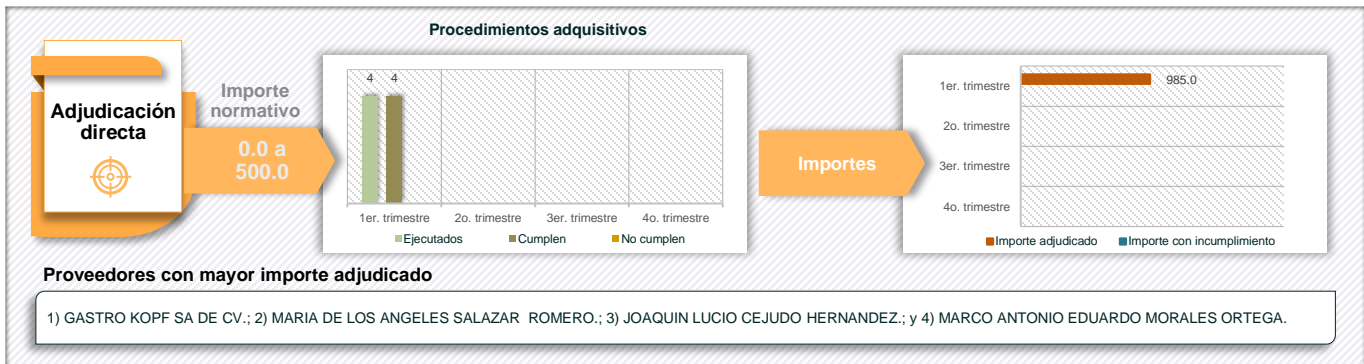 Procedimientos adquisitivos
Adjudicación
directa
Importe
normativo
0.0 a
500.0
4 4
1er. trimestre 2o. trimestre 3er. trimestre 4o. trimestre
Ejecutados Cumplen No cumplen
Importes
1er. trimestre 985.0
2o. trimestre
3er. trimestre
4o. trimestre
Importe adjudicado Importe con incumplimiento
Proveedores con mayor importe adjudicado
1) GASTRO KOPF SA DE CV.; 2) MARIA DE LOS ANGELES SALAZAR  ROMERO.; 3) JOAQUIN LUCIO CEJUDO HERNANDEZ.; y 4) MARCO ANTONIO EDUARDO MORALES ORTEGA.